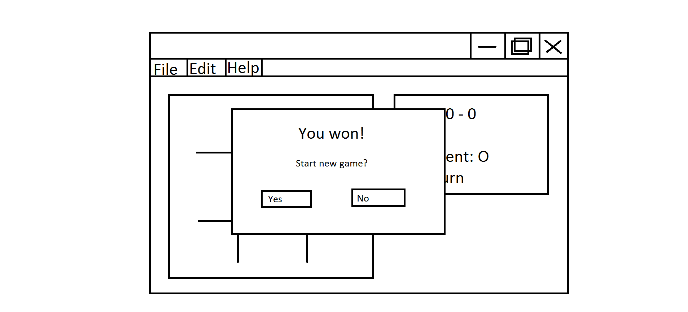 File Edit Help
0 - 0
You won!
Start new game?
ent: O
urn
Yes No